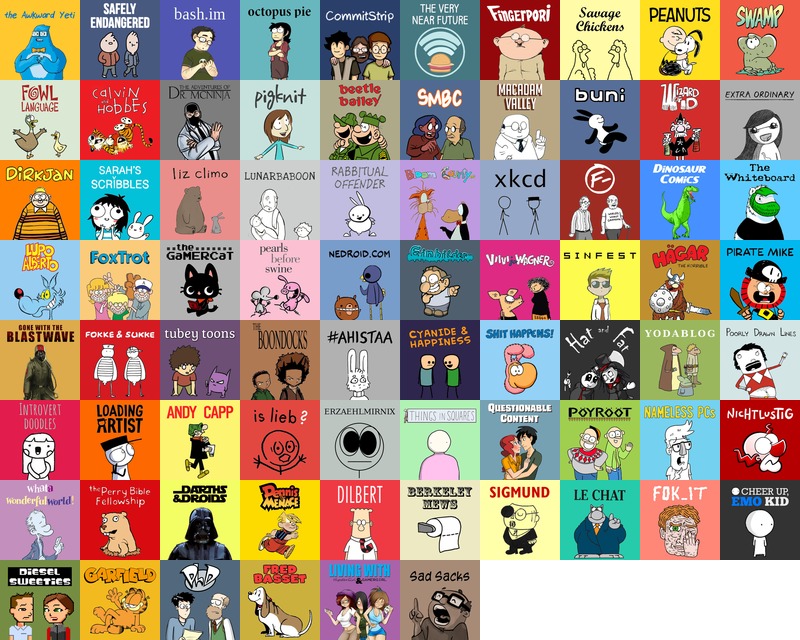 the Awkward Yeti
SAFELY
ENDANGERED
bash.im
octopus pie
CommitStrip
THE VERY
NEAR FUTURE
FINGERPORI
Savage
Chickens
PEANUTS
SWAMP
FOWL
LANGUAGE
CALVIN
AND
HOBBES
THE ADVENTURES OF
DR. MCNINJA
pigknit
beetle
bailey
SMBC
MACADAM
VALLEY
buni
WIZARD
OF
ID
EXTRA ORDINARY
DIRKJAN
SARAH'S
SCRIBBLES
liz climo
LUNARBABOON
RABBITUAL
OFFENDER
xkcd
F-
DINOSAUR
COMICS
The
Whiteboard
LUPO
ALBERTO
FOXTROT
the
GaMERCaT
pearls
before
swine
NEDROID.COM
VIIVI & WAGNER
SINFEST
HÄGAR
THE HORRIBLE
PIRATE MIKE
GONE WITH THE
BLASTWAVE
FOKKE & SUKKE
tubey toons
THE
BOONDOCKS
#AHISTAA
CYANIDE &
HAPPINESS
SHIT HAPPENS!
Hat and Fat
YODABLOG
POORLY DRAWN LINES
INTROVERT
DOODLES
LOADING
ARTIST
ANDY CAPP
is lieb?
ERZAEHLMIRNIX
THINGS IN SQUARES
QUESTIONABLE
CONTENT
POYROOT
NAMELESS PCs
NICHTLUSTIG
what a
wonderful world!
the Perry Bible
Fellowship
DARTHS
& DROIDS
Dennis
the
MENACE
DILBERT
BERKELEY
MEWS
SIGMUND
LE CHAT
FOK_IT
CHEER UP,
EMO KID
DIESEL
SWEETIES
GARFIELD
PhD
FRED
BASSET
LIVING WITH
Sad Sacks